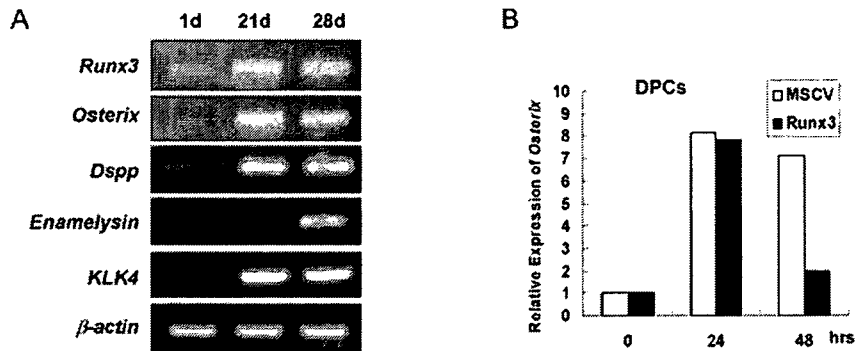 A
1d 21d 28d
Runx3
Osterix
Dspp
Enamelysin
KLK4
β-actin
B
DPCs
MSCV
Runx3
Relative Expression of Osterix
10
9
8
7
6
5
4
3
2
1
0
0 24 48 hrs